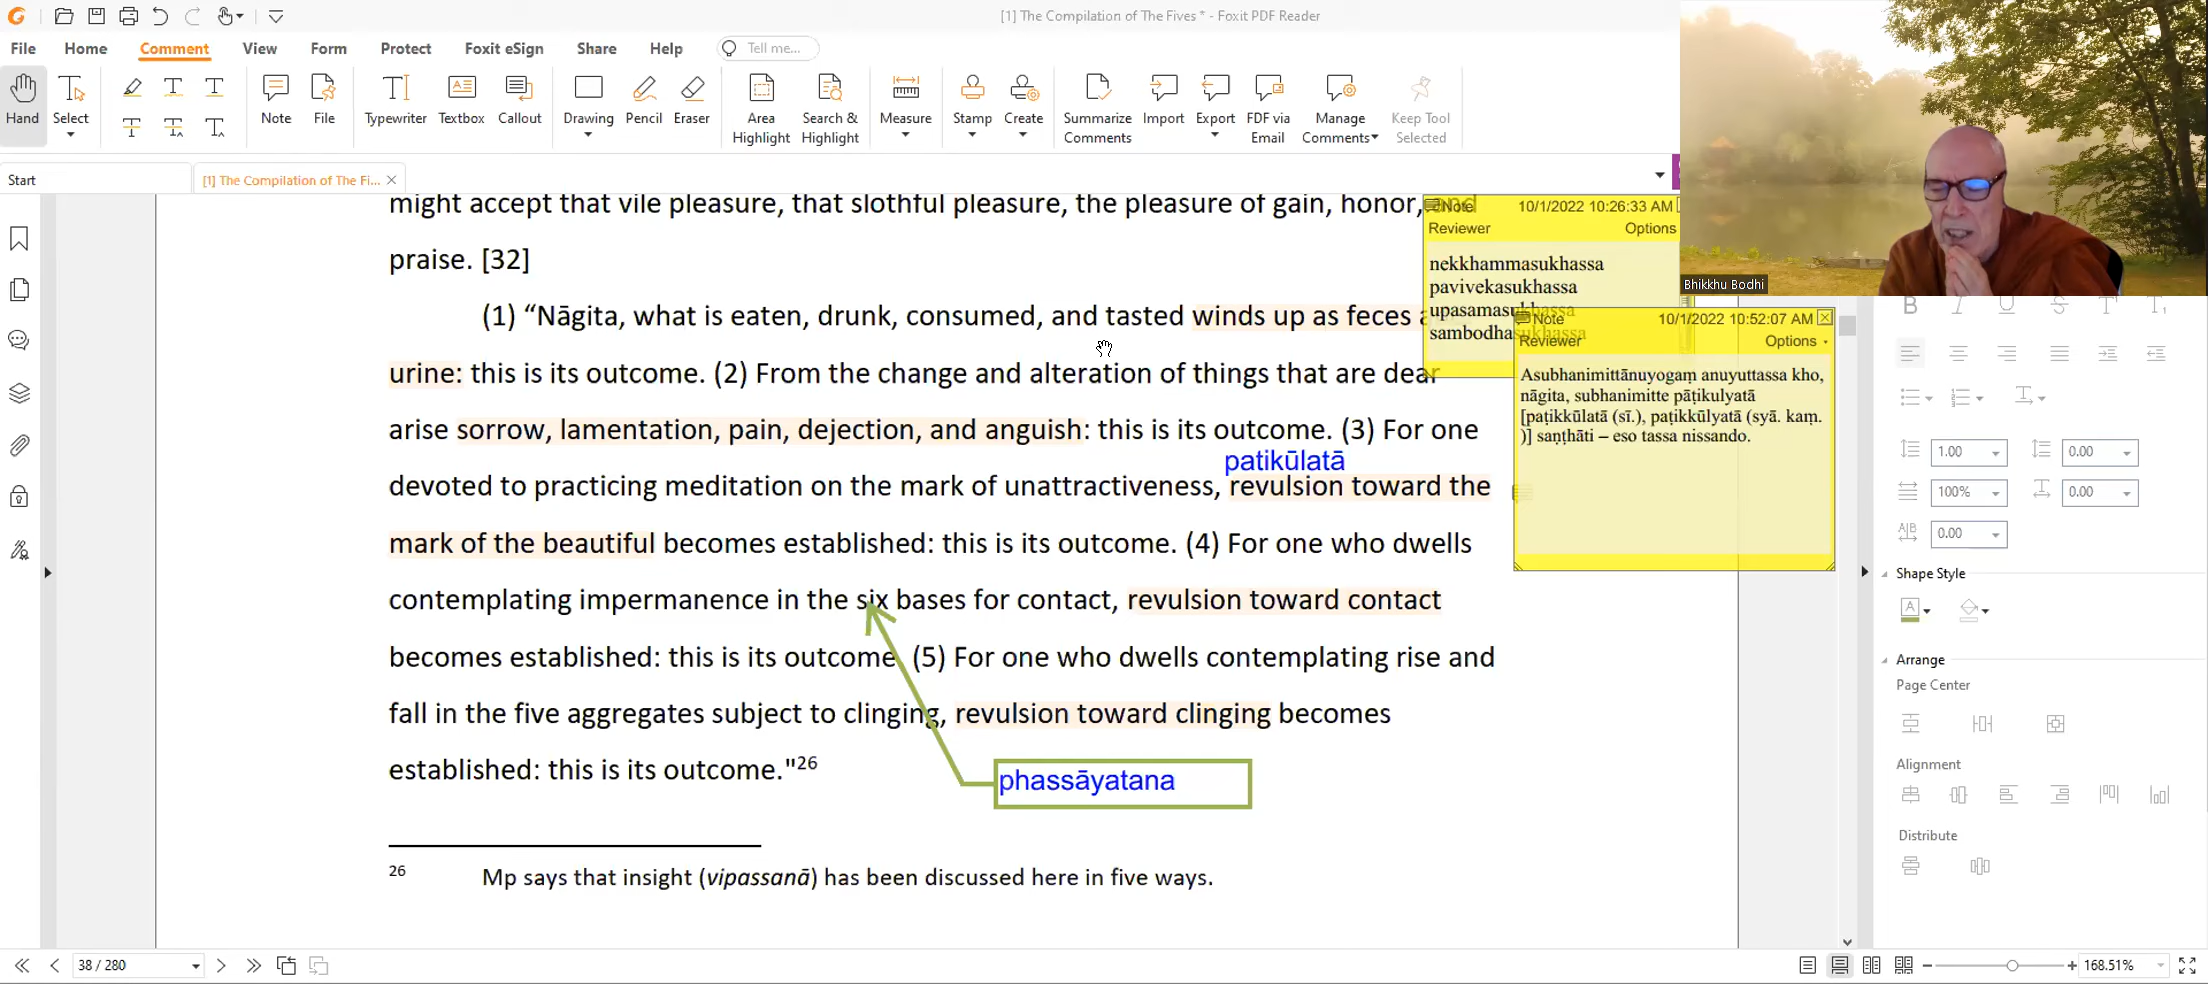 [1] The Compilation of The Fives * - Foxit PDF Reader
File Home Comment View Form Protect Foxit eSign Share Help Tell me...
Hand Select Note File Typewriter Textbox Callout Drawing Pencil Eraser Area Highlight Search & Highlight Measure Stamp Create Summarize Comments Import Export FDF via Email Manage Comments Keep Tool Selected
Start [1] The Compilation of The Fi...
might accept that vile pleasure, that slothful pleasure, the pleasure of gain, honor, and
praise. [32]
(1) “Nāgita, what is eaten, drunk, consumed, and tasted winds up as feces
urine: this is its outcome. (2) From the change and alteration of things that are dear
arise sorrow, lamentation, pain, dejection, and anguish: this is its outcome. (3) For one
patikūlatā
devoted to practicing meditation on the mark of unattractiveness, revulsion toward the
mark of the beautiful becomes established: this is its outcome. (4) For one who dwells
contemplating impermanence in the six bases for contact, revulsion toward contact
becomes established: this is its outcome. (5) For one who dwells contemplating rise and
fall in the five aggregates subject to clinging, revulsion toward clinging becomes
established: this is its outcome."26
phassāyatana
26 Mp says that insight (vipassanā) has been discussed here in five ways.
Note 10/1/2022 10:26:33 AM
Reviewer Options
nekkhammasukhassa
pavivekasukhassa
upasamasukhassa
sambodhasukhassa
Note 10/1/2022 10:52:07 AM
Reviewer Options
Asubhanimittānuyogaṃ anuyuttassa kho,
nāgita, subhanimitte pāṭikulyatā
[paṭikkūlatā (sī.), paṭikkūlyatā (syā. kaṃ.
)] saṇṭhāti – eso tassa nissando.
Bhikkhu Bodhi
1.00 0.00
100% 0.00
0.00
Shape Style
Arrange
Page Center
Alignment
Distribute
38 / 280
168.51%